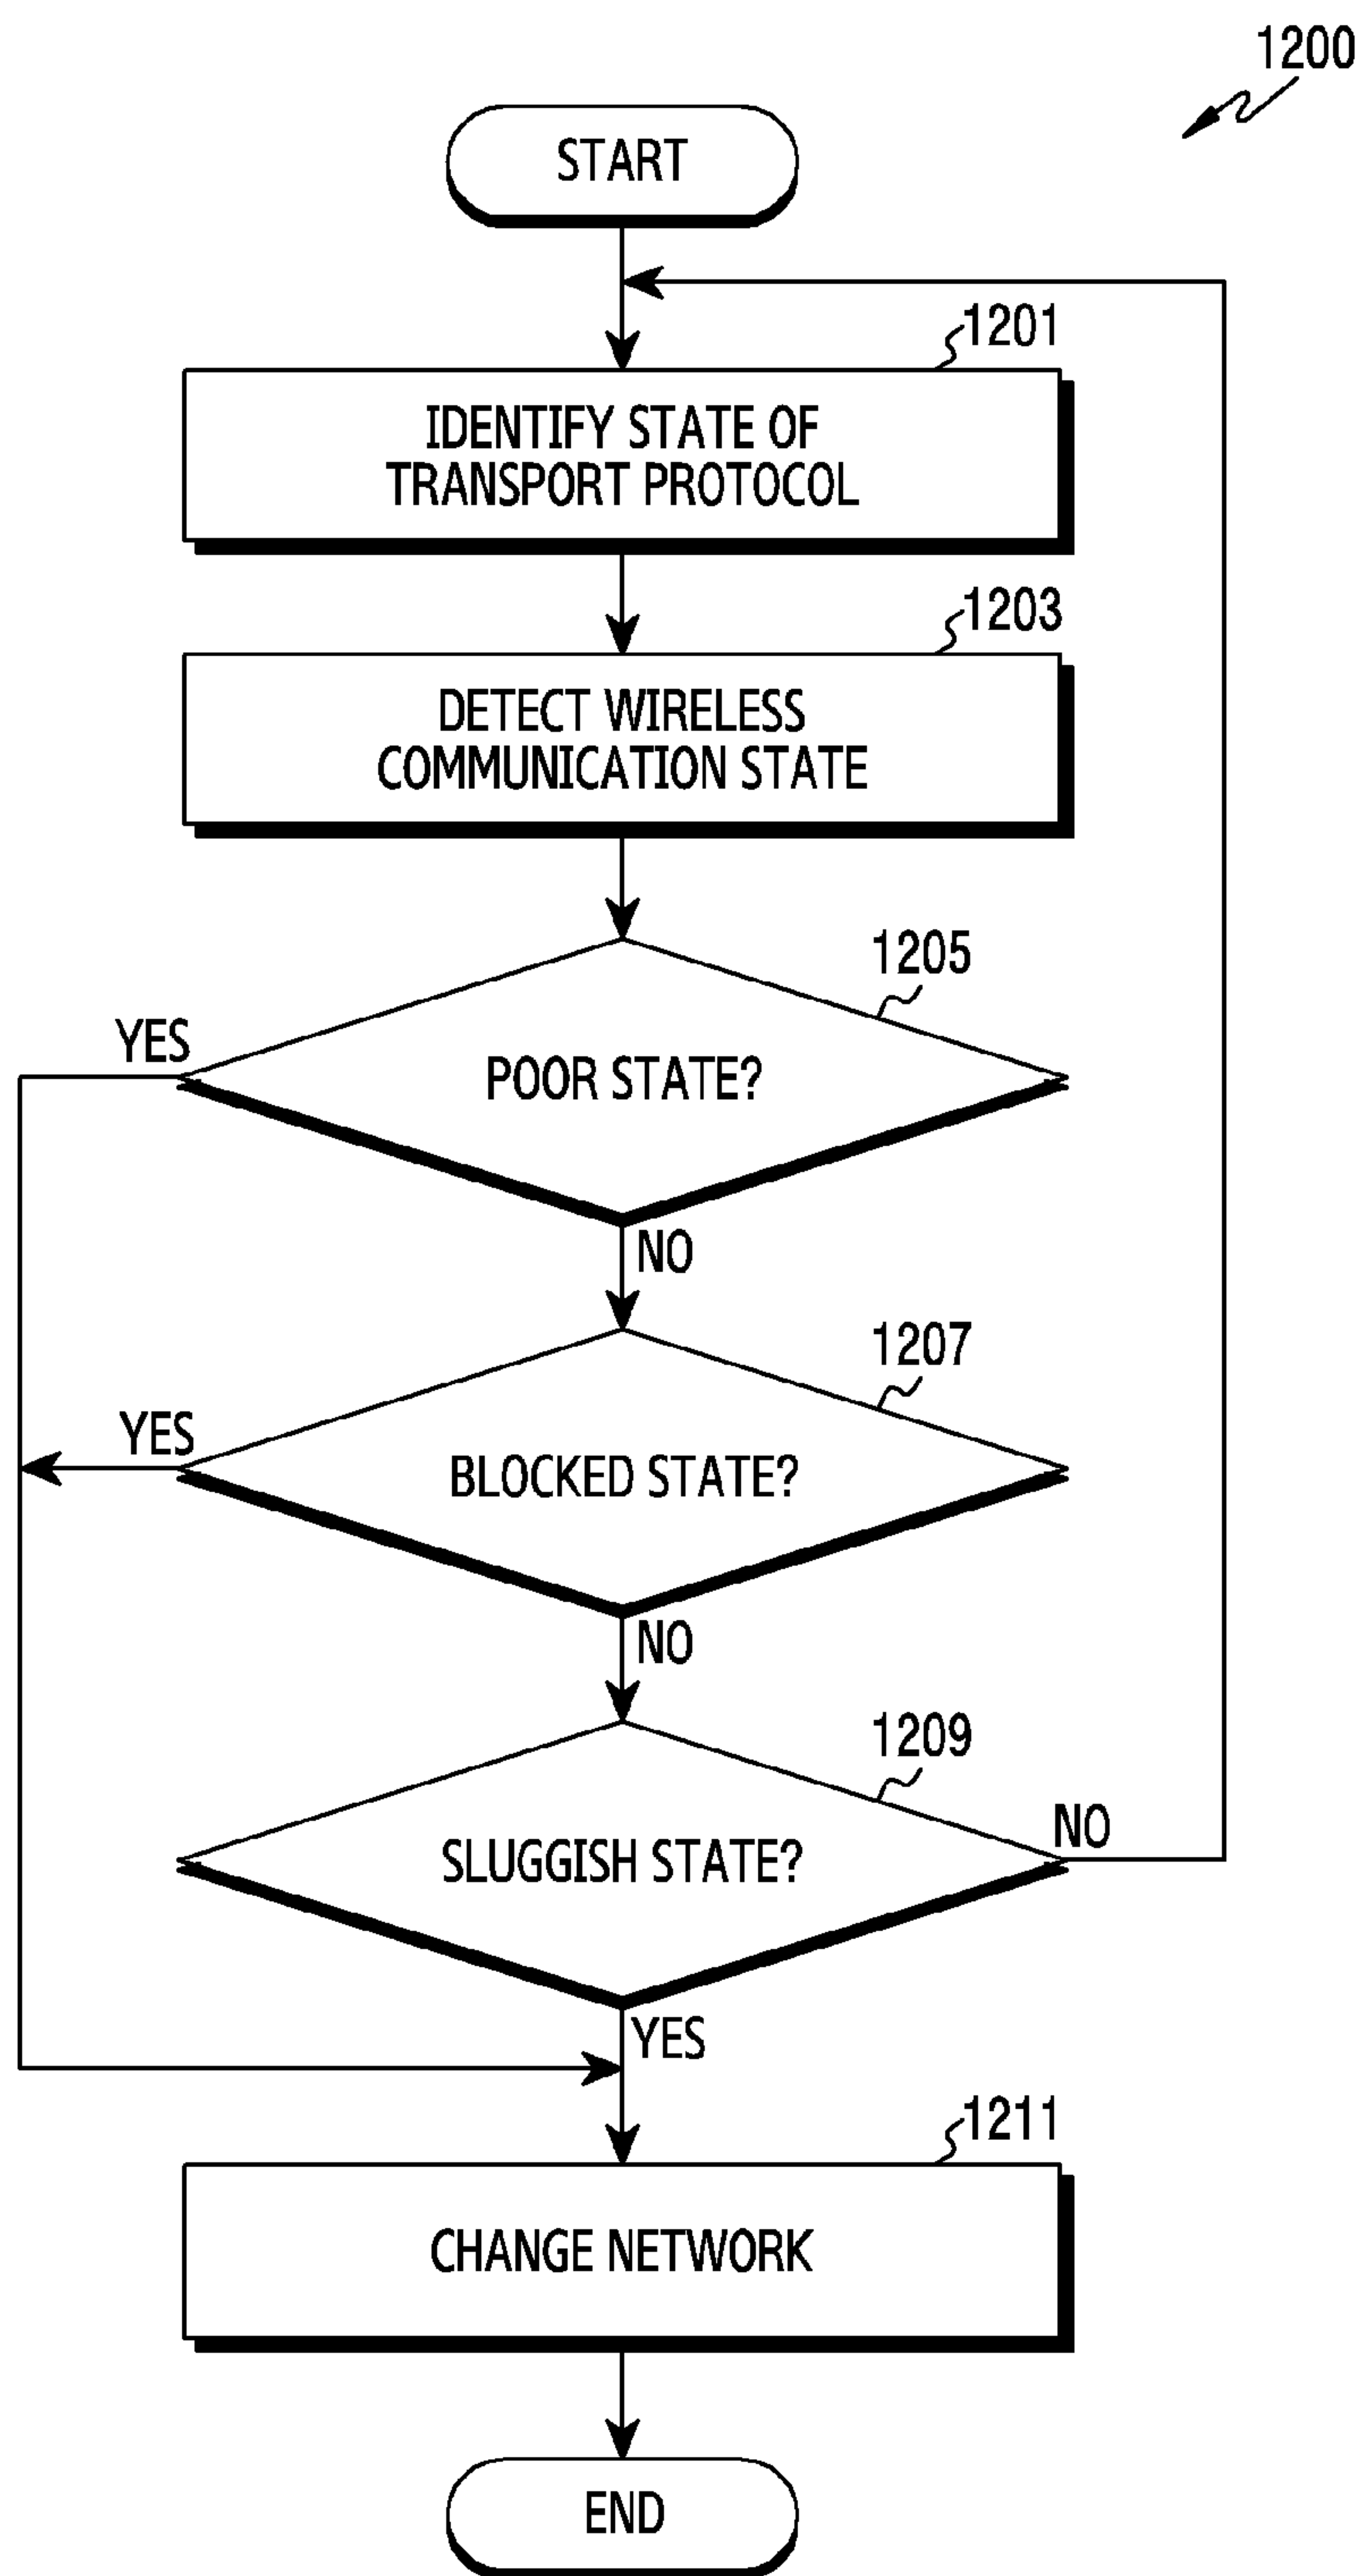 1200
START
1201
IDENTIFY STATE OF
TRANSPORT PROTOCOL
1203
DETECT WIRELESS
COMMUNICATION STATE
1205
YES
POOR STATE?
NO
1207
YES
BLOCKED STATE?
NO
1209
NO
SLUGGISH STATE?
YES
1211
CHANGE NETWORK
END